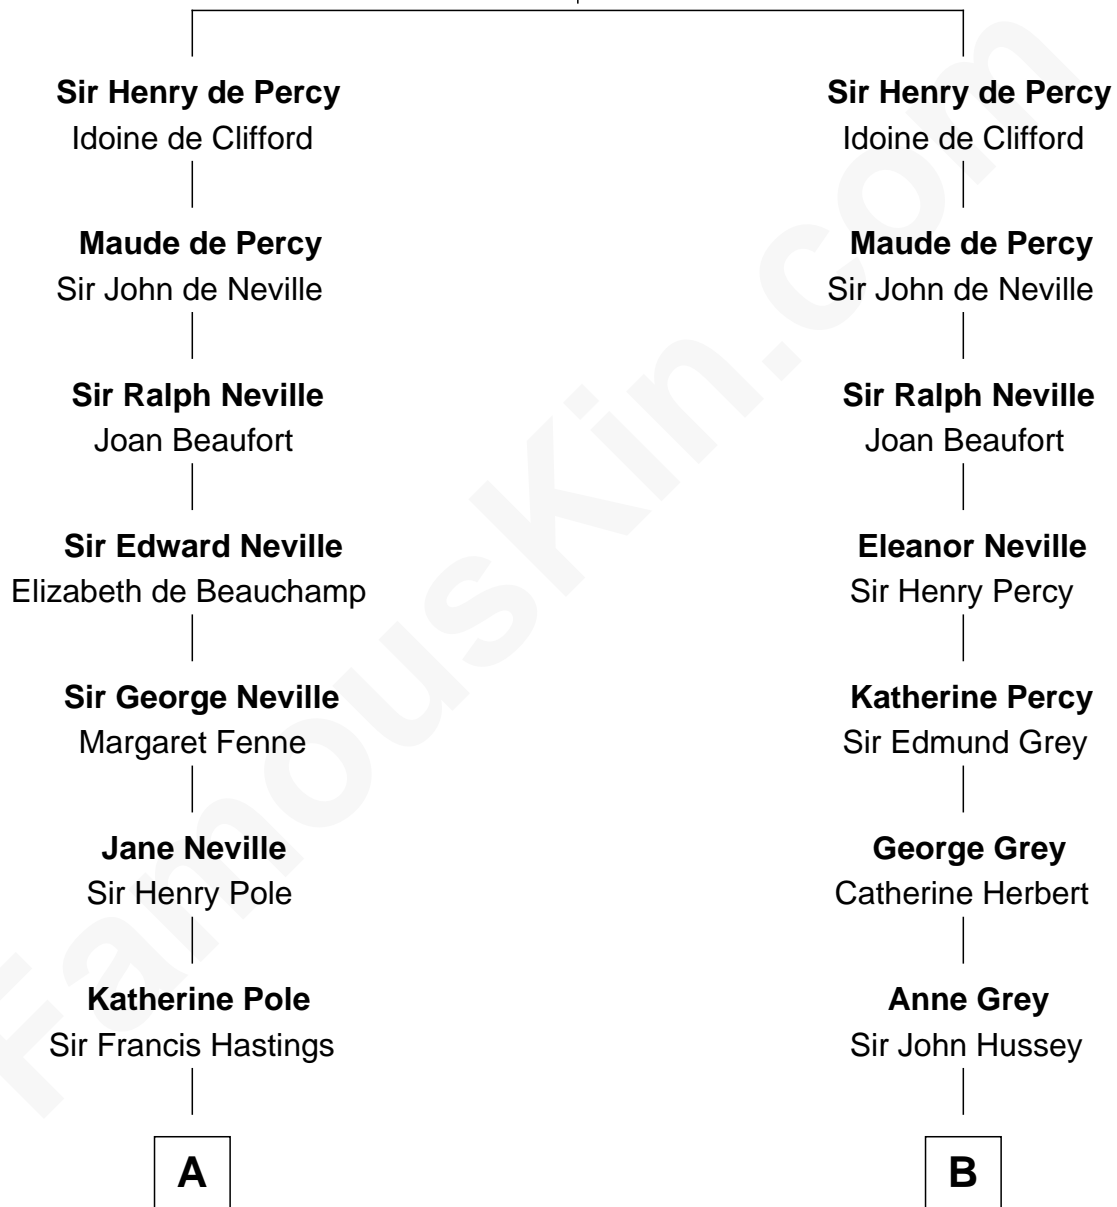 Sir Henry de Percy
Idoine de Clifford
Maude de Percy
Sir John de Neville
Sir Ralph Neville
Joan Beaufort
Sir Edward Neville
Elizabeth de Beauchamp
Sir George Neville
Margaret Fenne
Jane Neville
Sir Henry Pole
Katherine Pole
Sir Francis Hastings
A
Sir Henry de Percy
Idoine de Clifford
Maude de Percy
Sir John de Neville
Sir Ralph Neville
Joan Beaufort
Eleanor Neville
Sir Henry Percy
Katherine Percy
Sir Edmund Grey
George Grey
Catherine Herbert
Anne Grey
Sir John Hussey
B
FamousKin.com